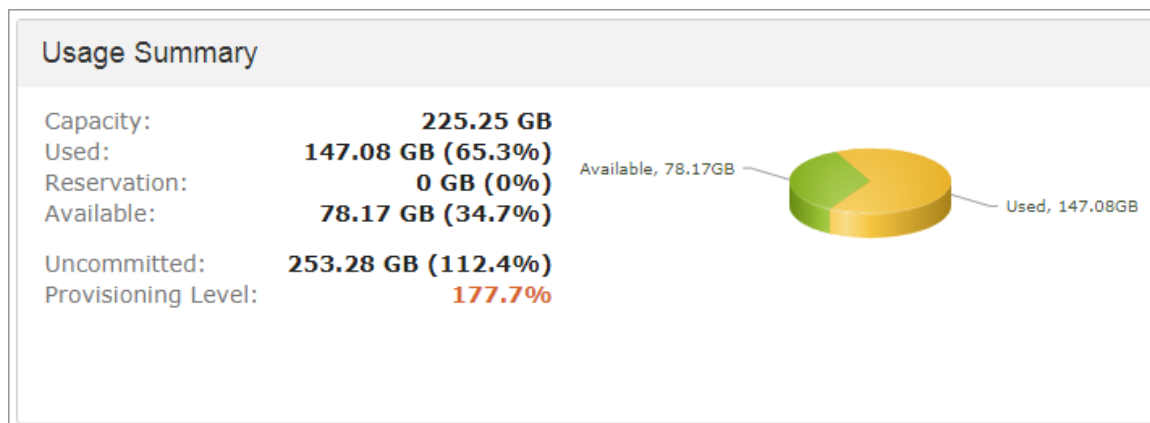 Usage Summary
Capacity: 225.25 GB
Used: 147.08 GB (65.3%)
Reservation: 0 GB (0%)
Available: 78.17 GB (34.7%)
Uncommitted: 253.28 GB (112.4%)
Provisioning Level: 177.7%
Available, 78.17GB
Used, 147.08GB